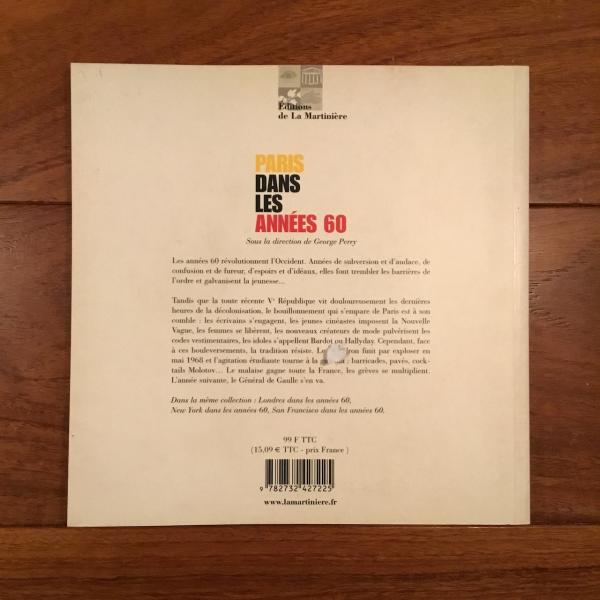 Éditions
de La Martinière
PARIS
DANS
LES
ANNÉES 60
Sous la direction de George Perry
Les années 60 révolutionnent l'Occident. Années de subversion et d'audace, de
confusion et de fureur, d'espoirs et d'idéaux, elles font trembler les barrières de
l'ordre et galvanisent la jeunesse...
Tandis que la toute récente Vᵉ République vit douloureusement les dernières
heures de la décolonisation, le bouillonnement qui s'empare de Paris est à son
comble : les écrivains s'engagent, les jeunes cinéastes imposent la Nouvelle
Vague, les femmes se libèrent, les nouveaux créateurs de mode pulvérisent les
codes vestimentaires, les idoles s'appellent Bardot ou Hallyday. Cependant, face
à ces bouleversements, la tradition résiste. Le ron finit par exploser en
mai 1968 et l'agitation étudiante tourne à la : barricades, pavés, cock-
tails Molotov... Le malaise gagne toute la France, les grèves se multiplient.
L'année suivante, le Général de Gaulle s'en va.
Dans la même collection : Londres dans les années 60,
New York dans les années 60, San Francisco dans les années 60.
99 F TTC
(15,09 € TTC - prix France )
9 782732 427225
www.lamartiniere.fr